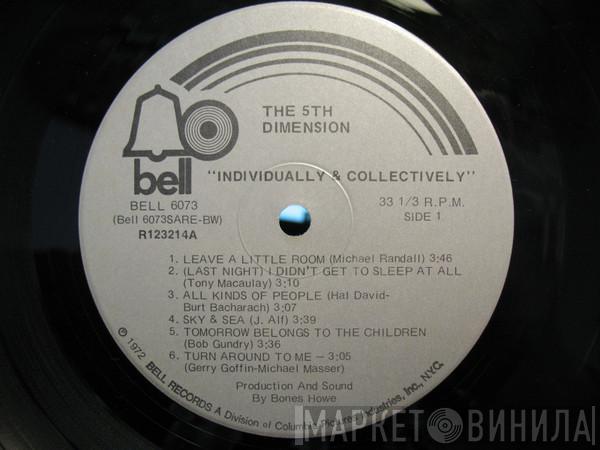 THE 5TH
DIMENSION
bell
"INDIVIDUALLY & COLLECTIVELY"
BELL 6073
(Bell 6073SARE-BW)
R123214A
33 1/3 R.P.M.
SIDE 1
1. LEAVE A LITTLE ROOM (Michael Randall) 3:46
2. (LAST NIGHT) I DIDN'T GET TO SLEEP AT ALL
(Tony Macaulay) 3:10
3. ALL KINDS OF PEOPLE (Hal David-
Burt Bacharach) 3:07
4. SKY & SEA (J. Alf) 3:39
5. TOMORROW BELONGS TO THE CHILDREN
(Bob Gundry) 3:36
6. TURN AROUND TO ME – 3:05
(Gerry Goffin-Michael Masser)
Production And Sound
By Bones Howe
℗ 1972 BELL RECORDS A Division of Columbia Pictures Industries, Inc., N.Y.C.
МАРКЕТ ВИНИЛА